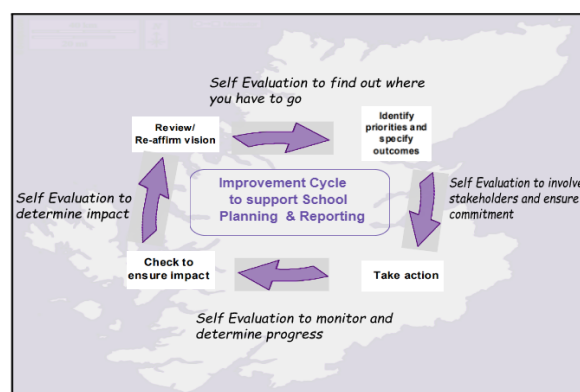 Self Evaluation to find out where
you have to go
Review/
Re-affirm vision
Identify
priorities and
specify
outcomes
Self Evaluation to
determine impact
Improvement Cycle
to support School
Planning & Reporting
Self Evaluation to involve
stakeholders and ensure
commitment
Check to
ensure impact
Take action
Self Evaluation to monitor and
determine progress